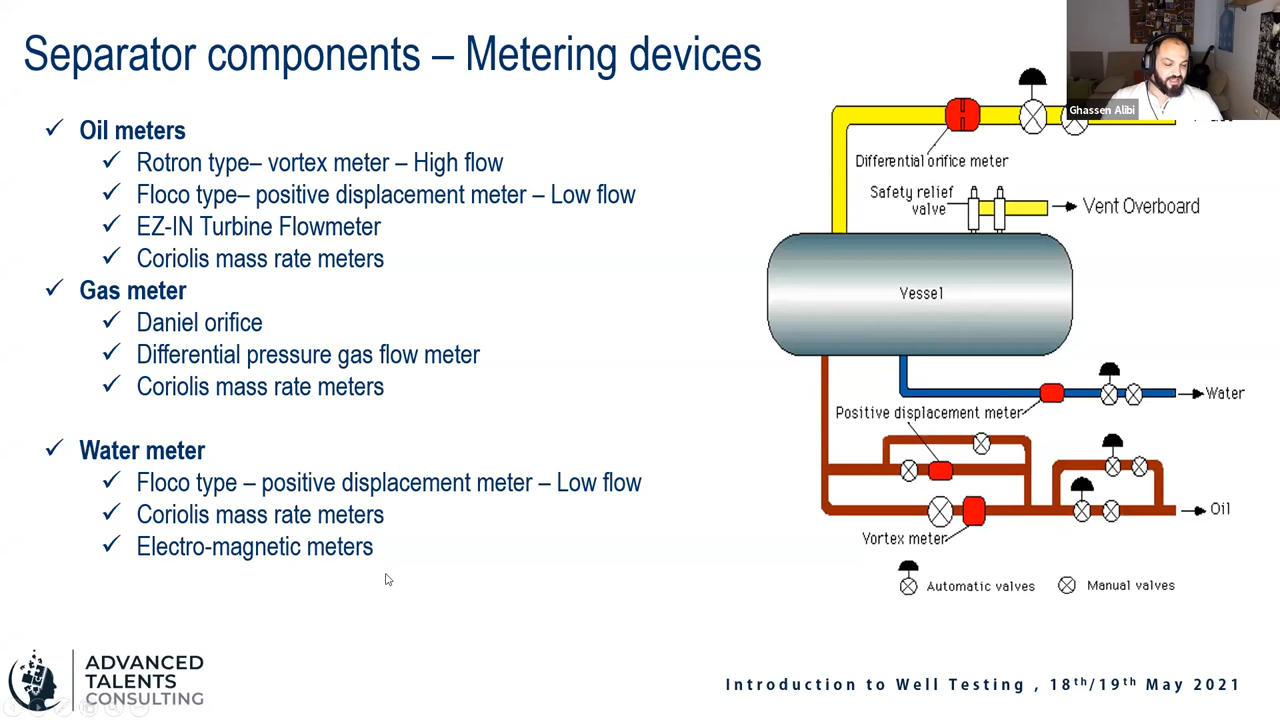 Separator components – Metering devices
Oil meters
Rotron type– vortex meter – High flow
Floco type– positive displacement meter – Low flow
EZ-IN Turbine Flowmeter
Coriolis mass rate meters
Gas meter
Daniel orifice
Differential pressure gas flow meter
Coriolis mass rate meters
Water meter
Floco type – positive displacement meter – Low flow
Coriolis mass rate meters
Electro-magnetic meters
Ghassen Alibi
Differential orifice meter
Safety relief
valve
Vent Overboard
Vessel
Water
Positive displacement meter
Oil
Vortex meter
Automatic valves
Manual valves
ADVANCED
TALENTS
CONSULTING
Introduction to Well Testing , 18th/19th May 2021